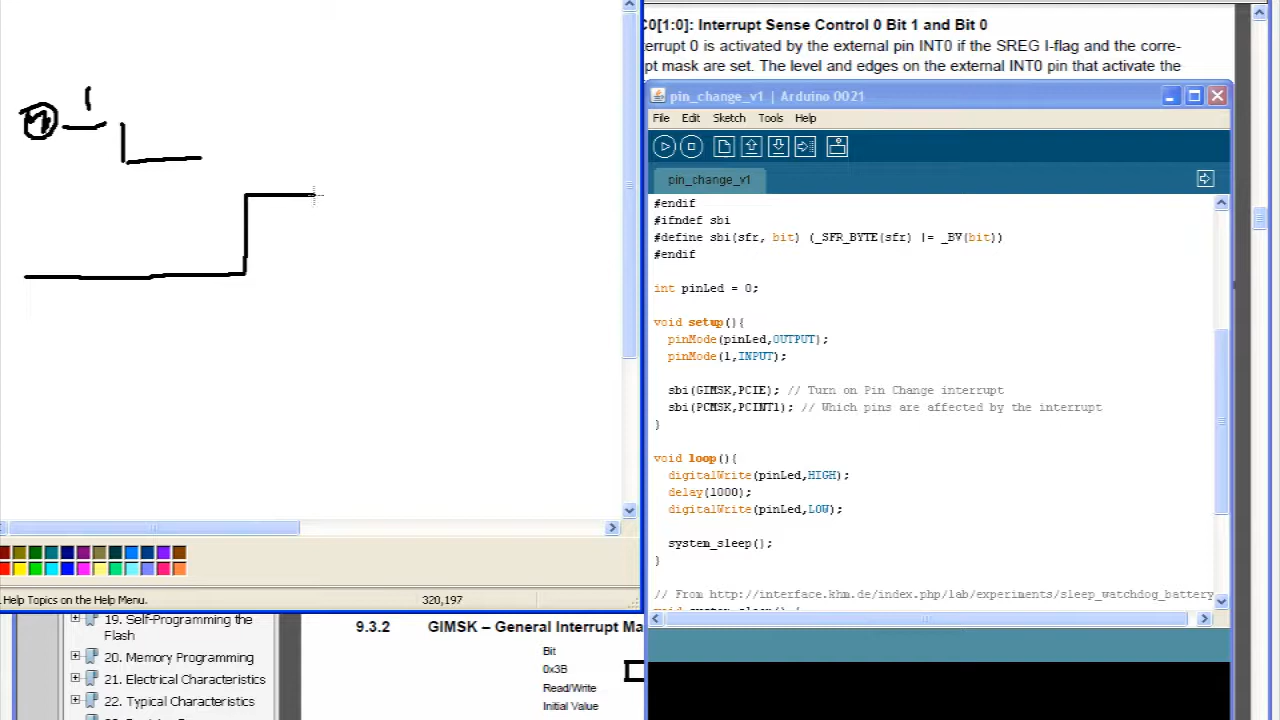 C0[1:0]: Interrupt Sense Control 0 Bit 1 and Bit 0
terrupt 0 is activated by the external pin INT0 if the SREG I-flag and the corre-
pt mask are set. The level and edges on the external INT0 pin that activate the
pin_change_v1 | Arduino 0021
File Edit Sketch Tools Help
pin_change_v1
#endif
#ifndef sbi
#define sbi(sfr, bit) (_SFR_BYTE(sfr) |= _BV(bit))
#endif
int pinLed = 0;
void setup(){
pinMode(pinLed,OUTPUT);
pinMode(1,INPUT);
sbi(GIMSK,PCIE); // Turn on Pin Change interrupt
sbi(PCMSK,PCINT1); // Which pins are affected by the interrupt
}
void loop(){
digitalWrite(pinLed,HIGH);
delay(1000);
digitalWrite(pinLed,LOW);
system_sleep();
}
// From http://interface.khm.de/index.php/lab/experiments/sleep_watchdog_battery
void system_sleep() {
Help Topics on the Help Menu.
320,197
19. Self-Programming the
Flash
20. Memory Programming
21. Electrical Characteristics
22. Typical Characteristics
9.3.2 GIMSK – General Interrupt Ma
Bit
0x3B
Read/Write
Initial Value